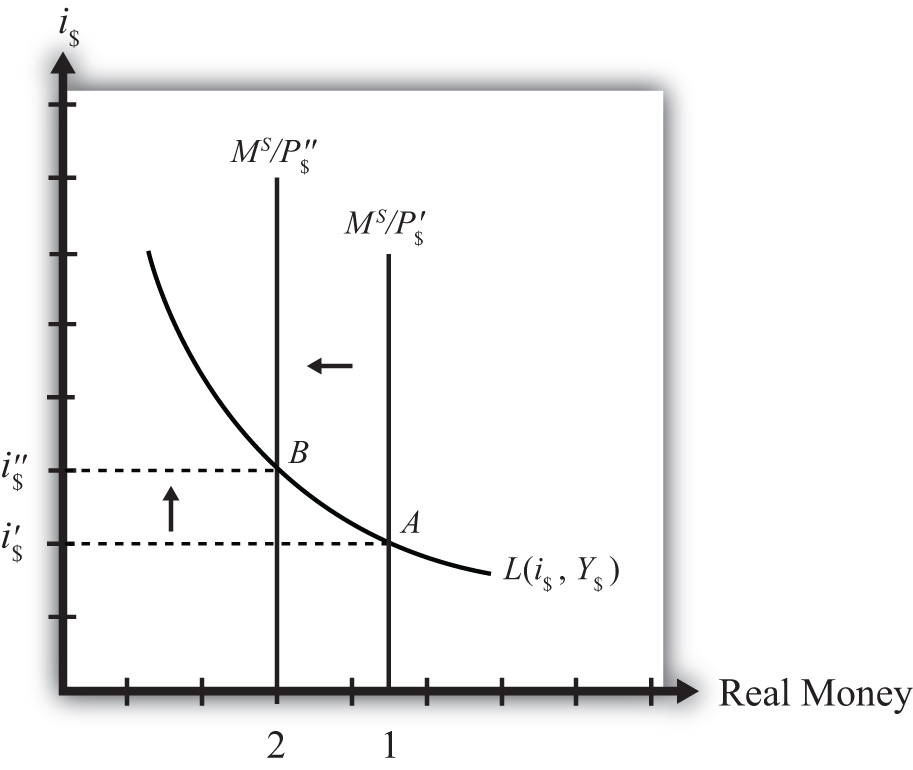 i$
Mˢ/P$″
Mˢ/P$′
B
i$″
A
i$′
L(i$, Y$)
Real Money
2 1